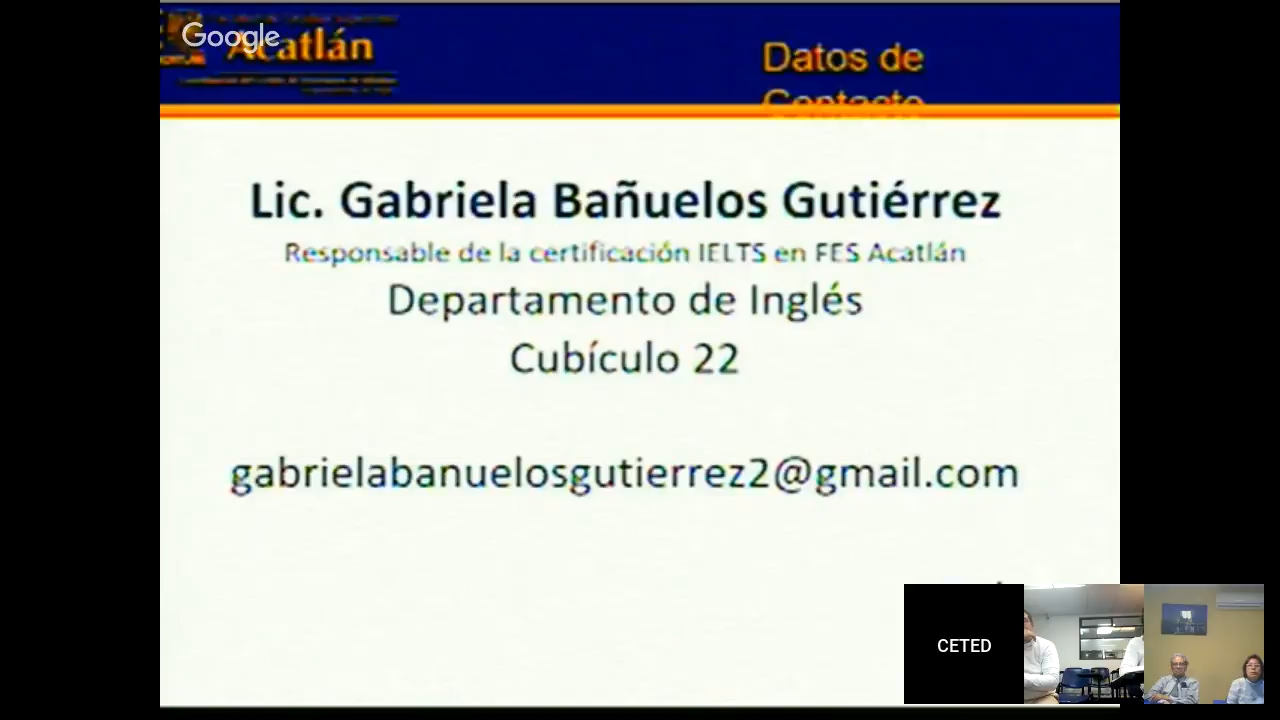 Google
Acatlán
Datos de
Contacto
Lic. Gabriela Bañuelos Gutiérrez
Responsable de la certificación IELTS en FES Acatlán
Departamento de Inglés
Cubículo 22
gabrielabanuelosgutierrez2@gmail.com
CETED